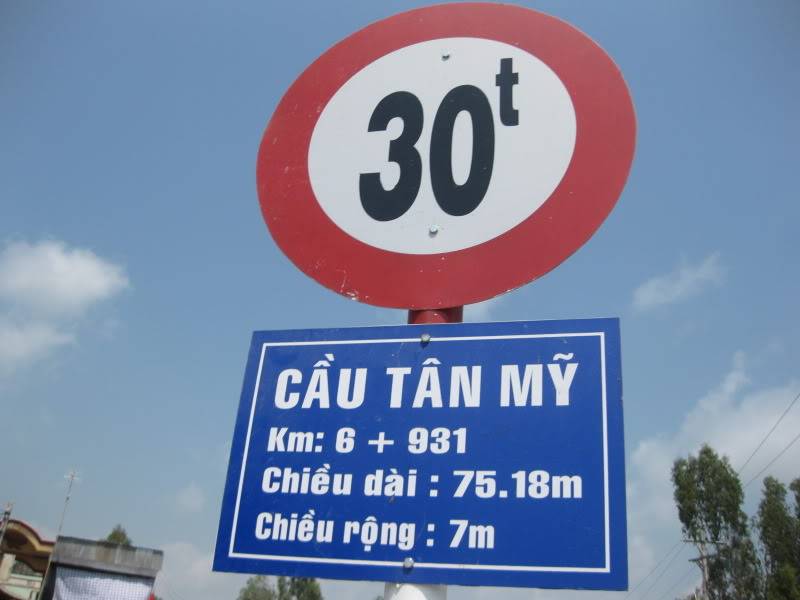 30t
CẦU TÂN MỸ
Km: 6 + 931
Chiều dài : 75.18m
Chiều rộng : 7m